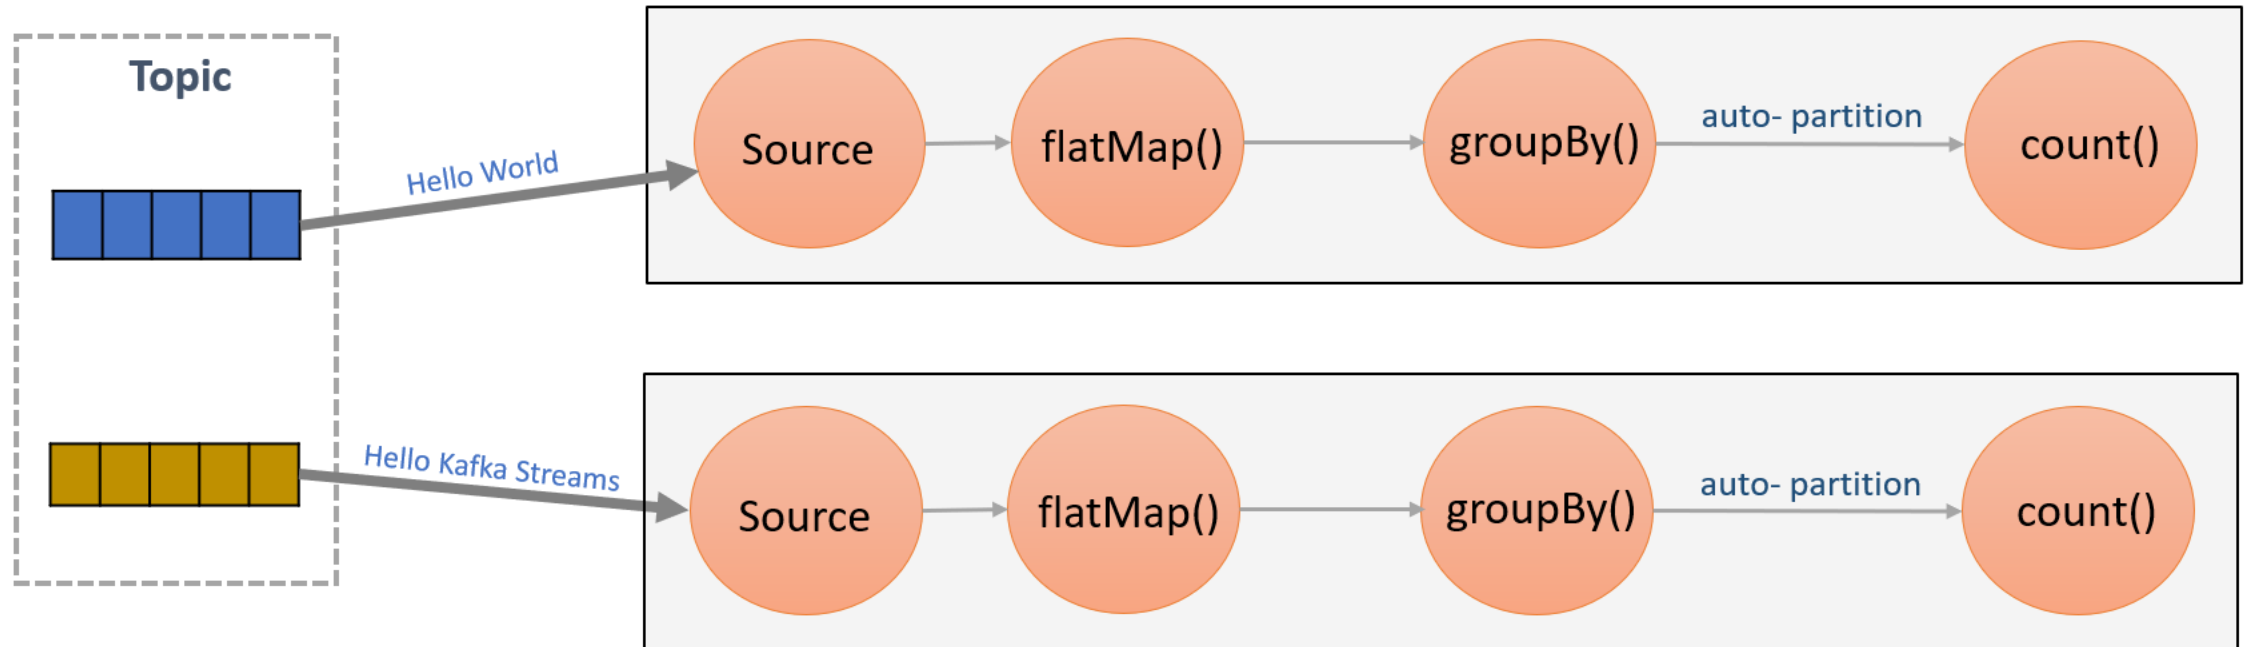 Topic
Hello World
Source
flatMap()
groupBy()
auto- partition
count()
Hello Kafka Streams
Source
flatMap()
groupBy()
auto- partition
count()